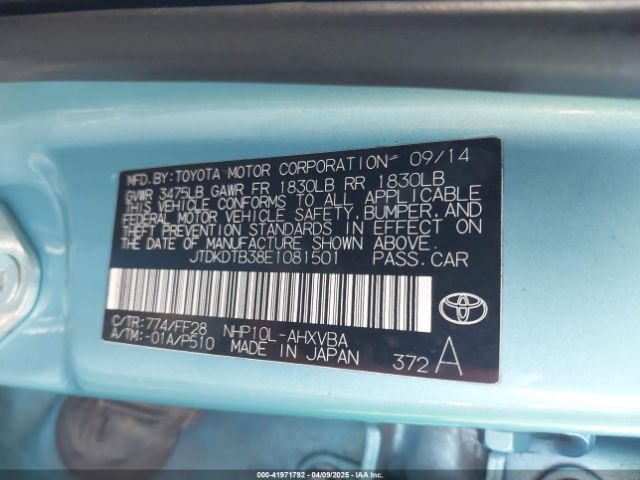 MFD.BY:TOYOTA MOTOR CORPORATION 09/14
GVWR 3475LB GAWR FR 1830LB RR 1830LB
THIS VEHICLE CONFORMS TO ALL APPLICABLE
FEDERAL MOTOR VEHICLE SAFETY, BUMPER, AND
THEFT PREVENTION STANDARDS IN EFFECT ON
THE DATE OF MANUFACTURE SHOWN ABOVE.
JTDKDTB38E1081501 PASS.CAR
C/TR:774/FF28 NHP10L-AHXVBA
A/TM:-01A/P510 MADE IN JAPAN
372 A
TOYOTA
000-41971792 - 04/09/2025 - IAAI.COM